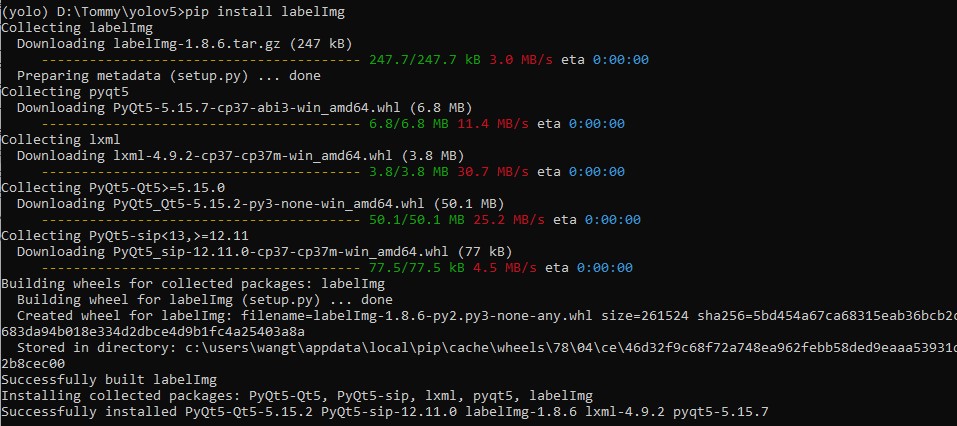 (yolo) D:\Tommy\yolov5>pip install labelImg
Collecting labelImg
  Downloading labelImg-1.8.6.tar.gz (247 kB)
     ---------------------------------------- 247.7/247.7 kB 3.0 MB/s eta 0:00:00
  Preparing metadata (setup.py) ... done
Collecting pyqt5
  Downloading PyQt5-5.15.7-cp37-abi3-win_amd64.whl (6.8 MB)
     ---------------------------------------- 6.8/6.8 MB 11.4 MB/s eta 0:00:00
Collecting lxml
  Downloading lxml-4.9.2-cp37-cp37m-win_amd64.whl (3.8 MB)
     ---------------------------------------- 3.8/3.8 MB 30.7 MB/s eta 0:00:00
Collecting PyQt5-Qt5>=5.15.0
  Downloading PyQt5_Qt5-5.15.2-py3-none-win_amd64.whl (50.1 MB)
     ---------------------------------------- 50.1/50.1 MB 25.2 MB/s eta 0:00:00
Collecting PyQt5-sip<13,>=12.11
  Downloading PyQt5_sip-12.11.0-cp37-cp37m-win_amd64.whl (77 kB)
     ---------------------------------------- 77.5/77.5 kB 4.5 MB/s eta 0:00:00
Building wheels for collected packages: labelImg
  Building wheel for labelImg (setup.py) ... done
  Created wheel for labelImg: filename=labelImg-1.8.6-py2.py3-none-any.whl size=261524 sha256=5bd454a67ca68315eab36bcb2c
683da94b018e334d2dbce4d9b1fc4a25403a8a
  Stored in directory: c:\users\wangt\appdata\local\pip\cache\wheels\78\04\ce\46d32f9c68f72a748ea962febb58ded9eaaa53931d
2b8cec00
Successfully built labelImg
Installing collected packages: PyQt5-Qt5, PyQt5-sip, lxml, pyqt5, labelImg
Successfully installed PyQt5-Qt5-5.15.2 PyQt5-sip-12.11.0 labelImg-1.8.6 lxml-4.9.2 pyqt5-5.15.7